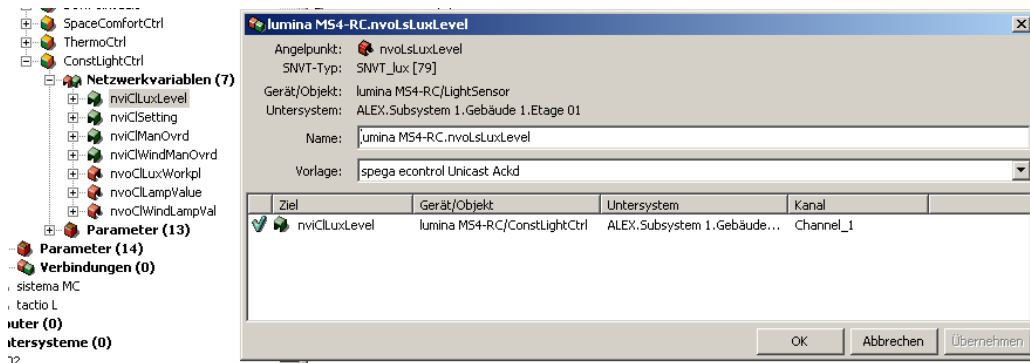 SpaceComfortCtrl
ThermoCtrl
ConstLightCtrl
Netzwerkvariablen (7)
nviClLuxLevel
nviClSetting
nviClManOvrd
nviClWindManOvrd
nvoClLuxWorkpl
nvoClLampValue
nvoClWindLampVal
Parameter (13)
Parameter (14)
Verbindungen (0)
sistema MC
tactio L
outer (0)
ntersysteme (0)
lumina MS4-RC.nvoLsLuxLevel
Angelpunkt: nvoLsLuxLevel
SNVT-Typ: SNVT_lux [79]
Gerät/Objekt: lumina MS4-RC/LightSensor
Untersystem: ALEX.Subsystem 1.Gebäude 1.Etage 01
Name: umina MS4-RC.nvoLsLuxLevel
Vorlage: spega econtrol Unicast Ackd
Ziel Gerät/Objekt Untersystem Kanal
nviClLuxLevel lumina MS4-RC/ConstLightCtrl ALEX.Subsystem 1.Gebäude... Channel_1
OK Abbrechen Übernehmen